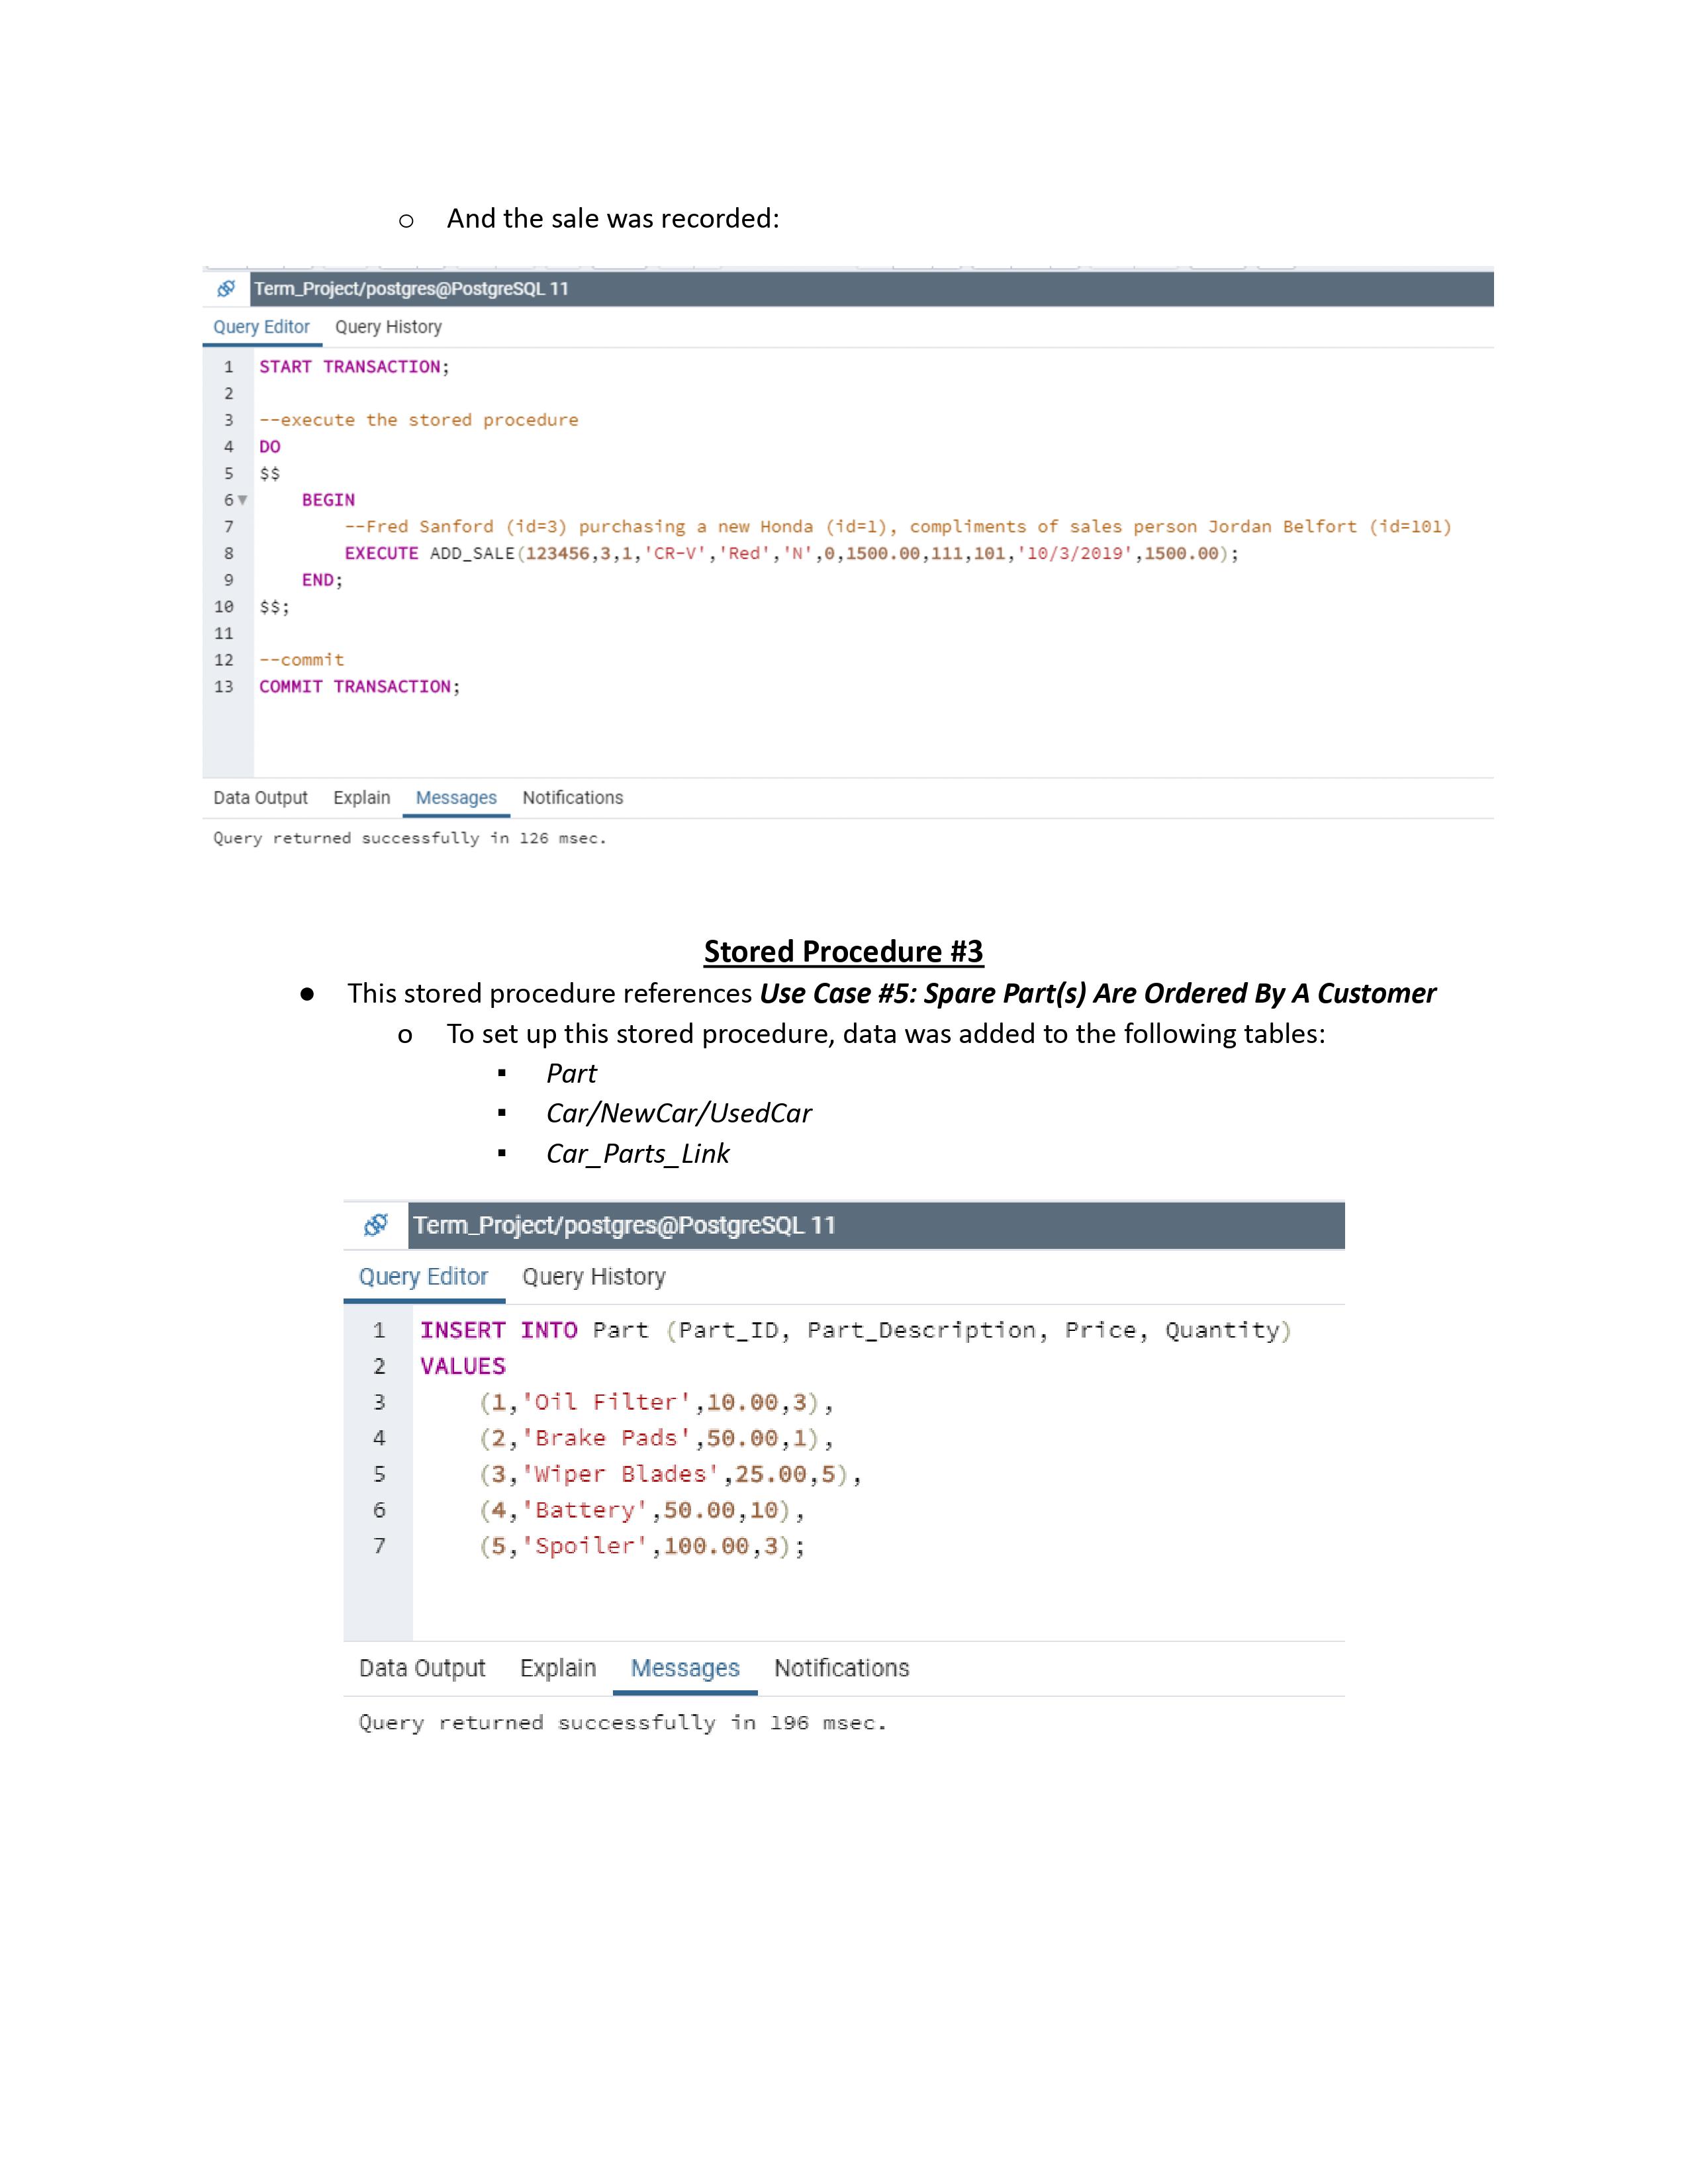 o And the sale was recorded:
Term_Project/postgres@PostgreSQL 11
Query Editor Query History
1 START TRANSACTION;
2
3 --execute the stored procedure
4 DO
5 $$
6 BEGIN
7 --Fred Sanford (id=3) purchasing a new Honda (id=1), compliments of sales person Jordan Belfort (id=101)
8 EXECUTE ADD_SALE(123456,3,1,'CR-V','Red','N',0,1500.00,111,101,'10/3/2019',1500.00);
9 END;
10 $$;
11
12 --commit
13 COMMIT TRANSACTION;
Data Output Explain Messages Notifications
Query returned successfully in 126 msec.
Stored Procedure #3
● This stored procedure references Use Case #5: Spare Part(s) Are Ordered By A Customer
o To set up this stored procedure, data was added to the following tables:
▪ Part
▪ Car/NewCar/UsedCar
▪ Car_Parts_Link
Term_Project/postgres@PostgreSQL 11
Query Editor Query History
1 INSERT INTO Part (Part_ID, Part_Description, Price, Quantity)
2 VALUES
3 (1,'Oil Filter',10.00,3),
4 (2,'Brake Pads',50.00,1),
5 (3,'Wiper Blades',25.00,5),
6 (4,'Battery',50.00,10),
7 (5,'Spoiler',100.00,3);
Data Output Explain Messages Notifications
Query returned successfully in 196 msec.